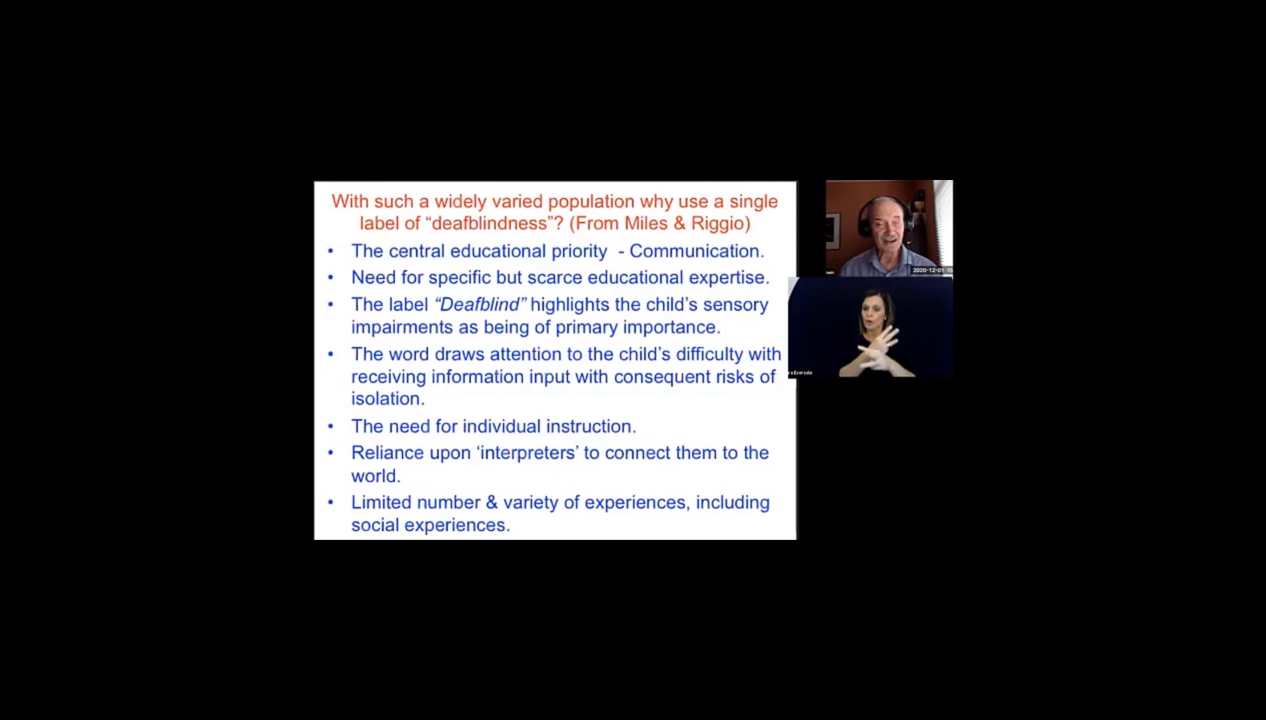 With such a widely varied population why use a single
label of “deafblindness”? (From Miles & Riggio)
• The central educational priority - Communication.
• Need for specific but scarce educational expertise.
• The label “Deafblind” highlights the child’s sensory
impairments as being of primary importance.
• The word draws attention to the child’s difficulty with
receiving information input with consequent risks of
isolation.
• The need for individual instruction.
• Reliance upon ‘interpreters’ to connect them to the
world.
• Limited number & variety of experiences, including
social experiences.
2020-12-01